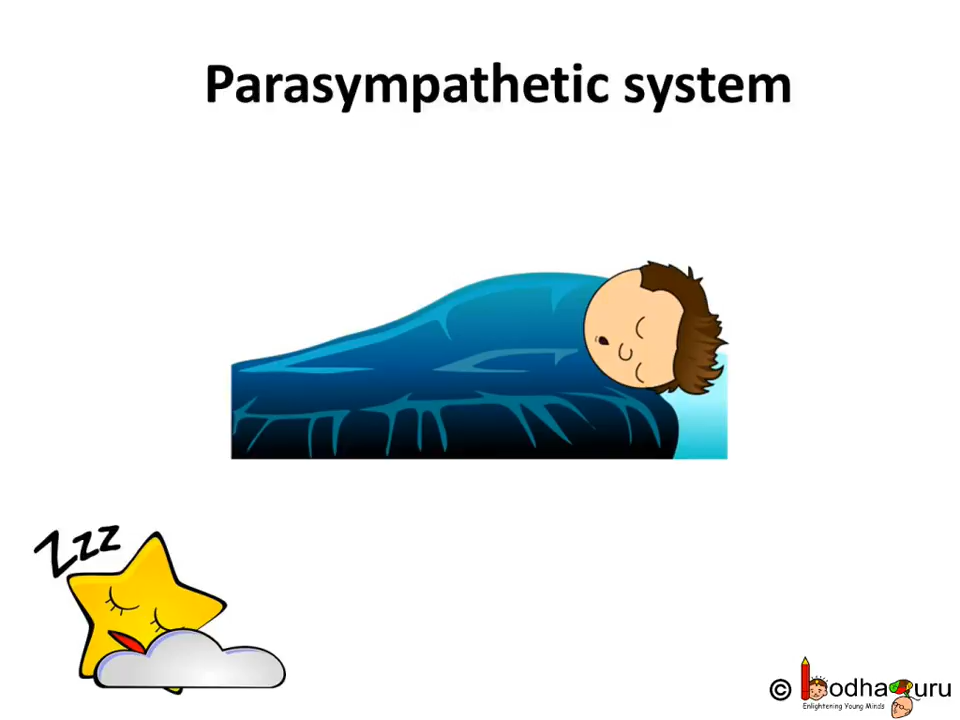 Parasympathetic system
Zzz
© bodhaguru
Enlightening Young Minds